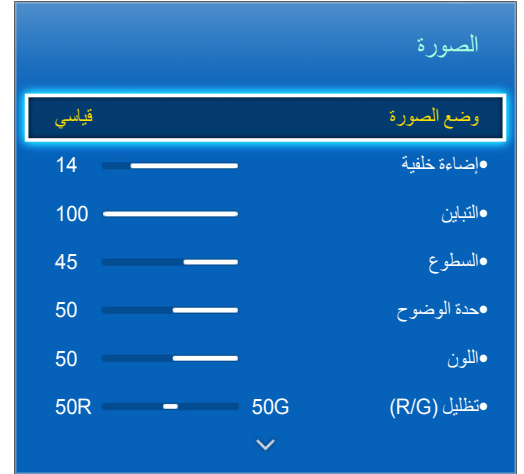 الصورة
وضع الصورة قياسي
●إضاءة خلفية 14
●التباين 100
●السطوع 45
●حدة الوضوح 50
●اللون 50
●تظليل (R/G) 50G 50R